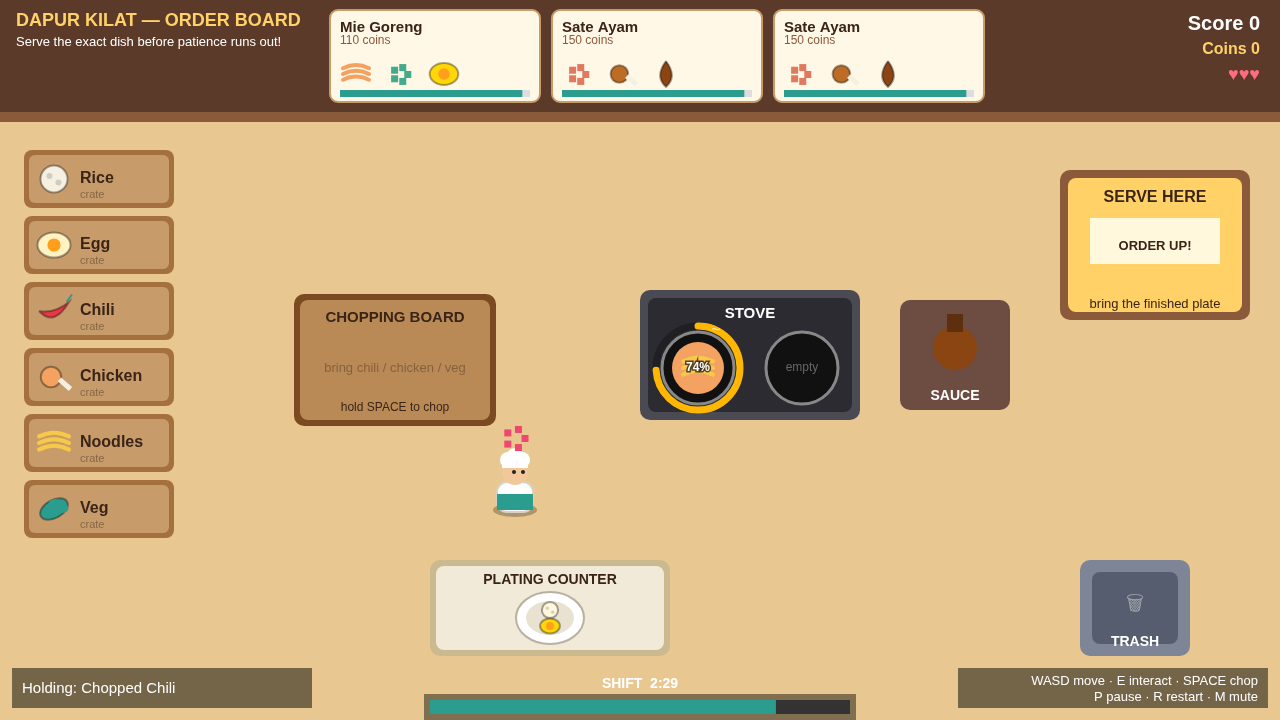 DAPUR KILAT — ORDER BOARD
Serve the exact dish before patience runs out!
Mie Goreng
110 coins
Sate Ayam
150 coins
Sate Ayam
150 coins
Score 0
Coins 0
♥♥♥
Rice
crate
Egg
crate
Chili
crate
Chicken
crate
Noodles
crate
Veg
crate
CHOPPING BOARD
bring chili / chicken / veg
hold SPACE to chop
STOVE
74%
empty
SAUCE
SERVE HERE
ORDER UP!
bring the finished plate
PLATING COUNTER
TRASH
Holding: Chopped Chili
SHIFT 2:29
WASD move · E interact · SPACE chop
P pause · R restart · M mute